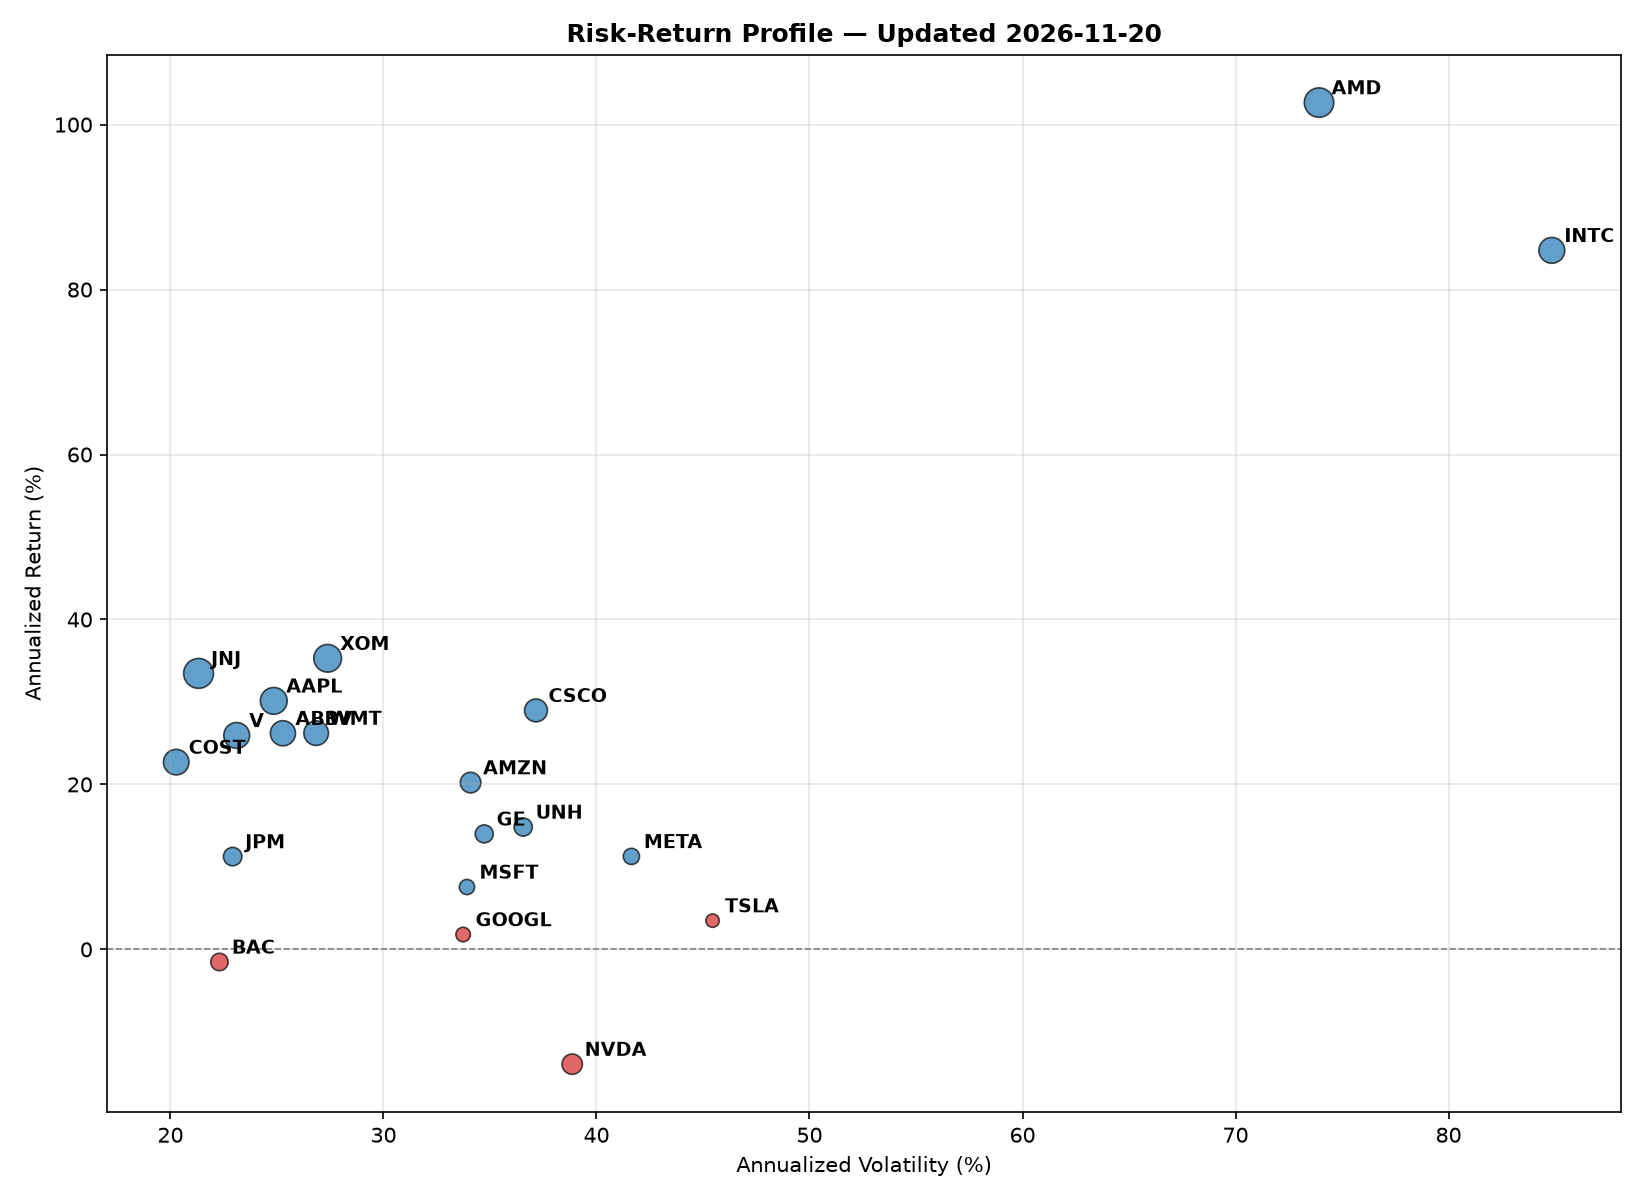 Risk-Return Profile — Updated 2026-11-20
Annualized Return (%)
100
80
60
40
20
0
AMD
INTC
XOM
JNJ
AAPL
CSCO
V
ABBV
WMT
COST
AMZN
UNH
GE
JPM
META
MSFT
TSLA
GOOGL
BAC
NVDA
20
30
40
50
60
70
80
Annualized Volatility (%)